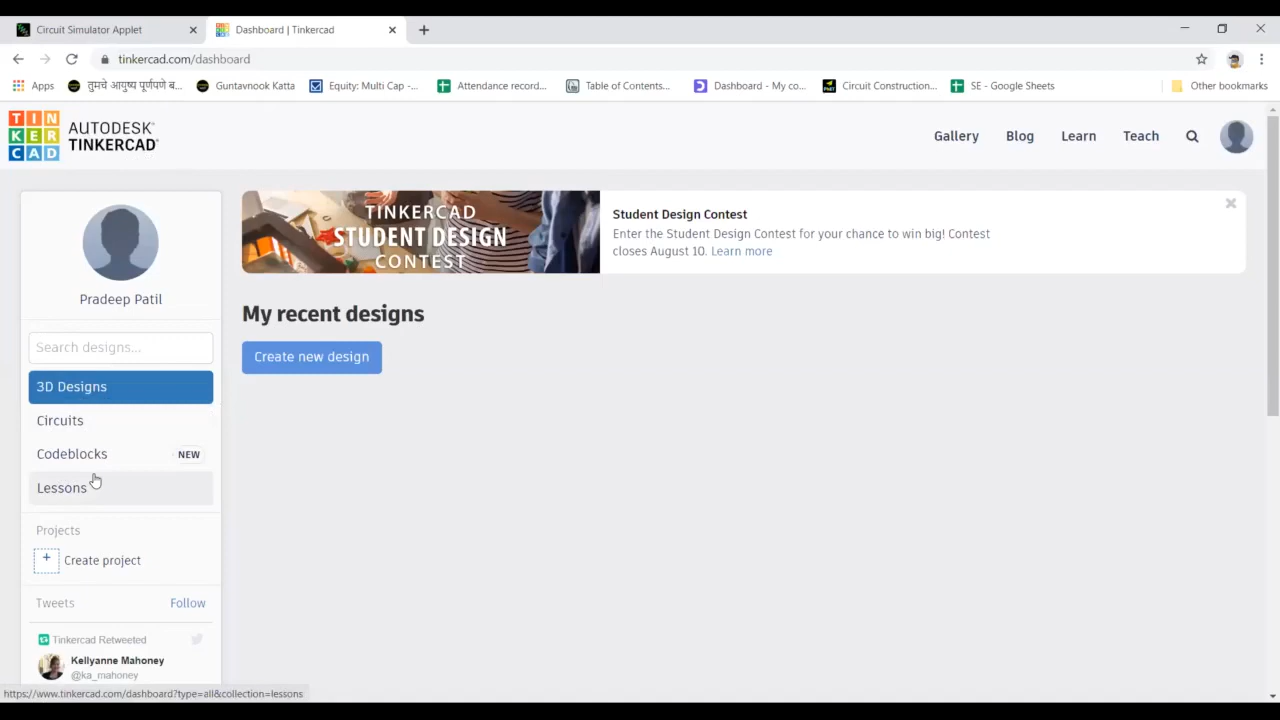 Circuit Simulator Applet
Dashboard | Tinkercad
tinkercad.com/dashboard
Apps
तुमचे आयुष्य पूर्णपणे ब...
Guntavnook Katta
Equity: Multi Cap -...
Attendance record...
Table of Contents...
Dashboard - My co...
Circuit Construction...
SE - Google Sheets
Other bookmarks
TIN
KER
CAD
AUTODESK®
TINKERCAD®
Gallery
Blog
Learn
Teach
Pradeep Patil
Search designs...
3D Designs
Circuits
Codeblocks NEW
Lessons
Projects
+ Create project
Tweets Follow
Tinkercad Retweeted
Kellyanne Mahoney
@ka_mahoney
TINKERCAD
STUDENT DESIGN
CONTEST
Student Design Contest
Enter the Student Design Contest for your chance to win big! Contest
closes August 10. Learn more
My recent designs
Create new design
https://www.tinkercad.com/dashboard?type=all&collection=lessons